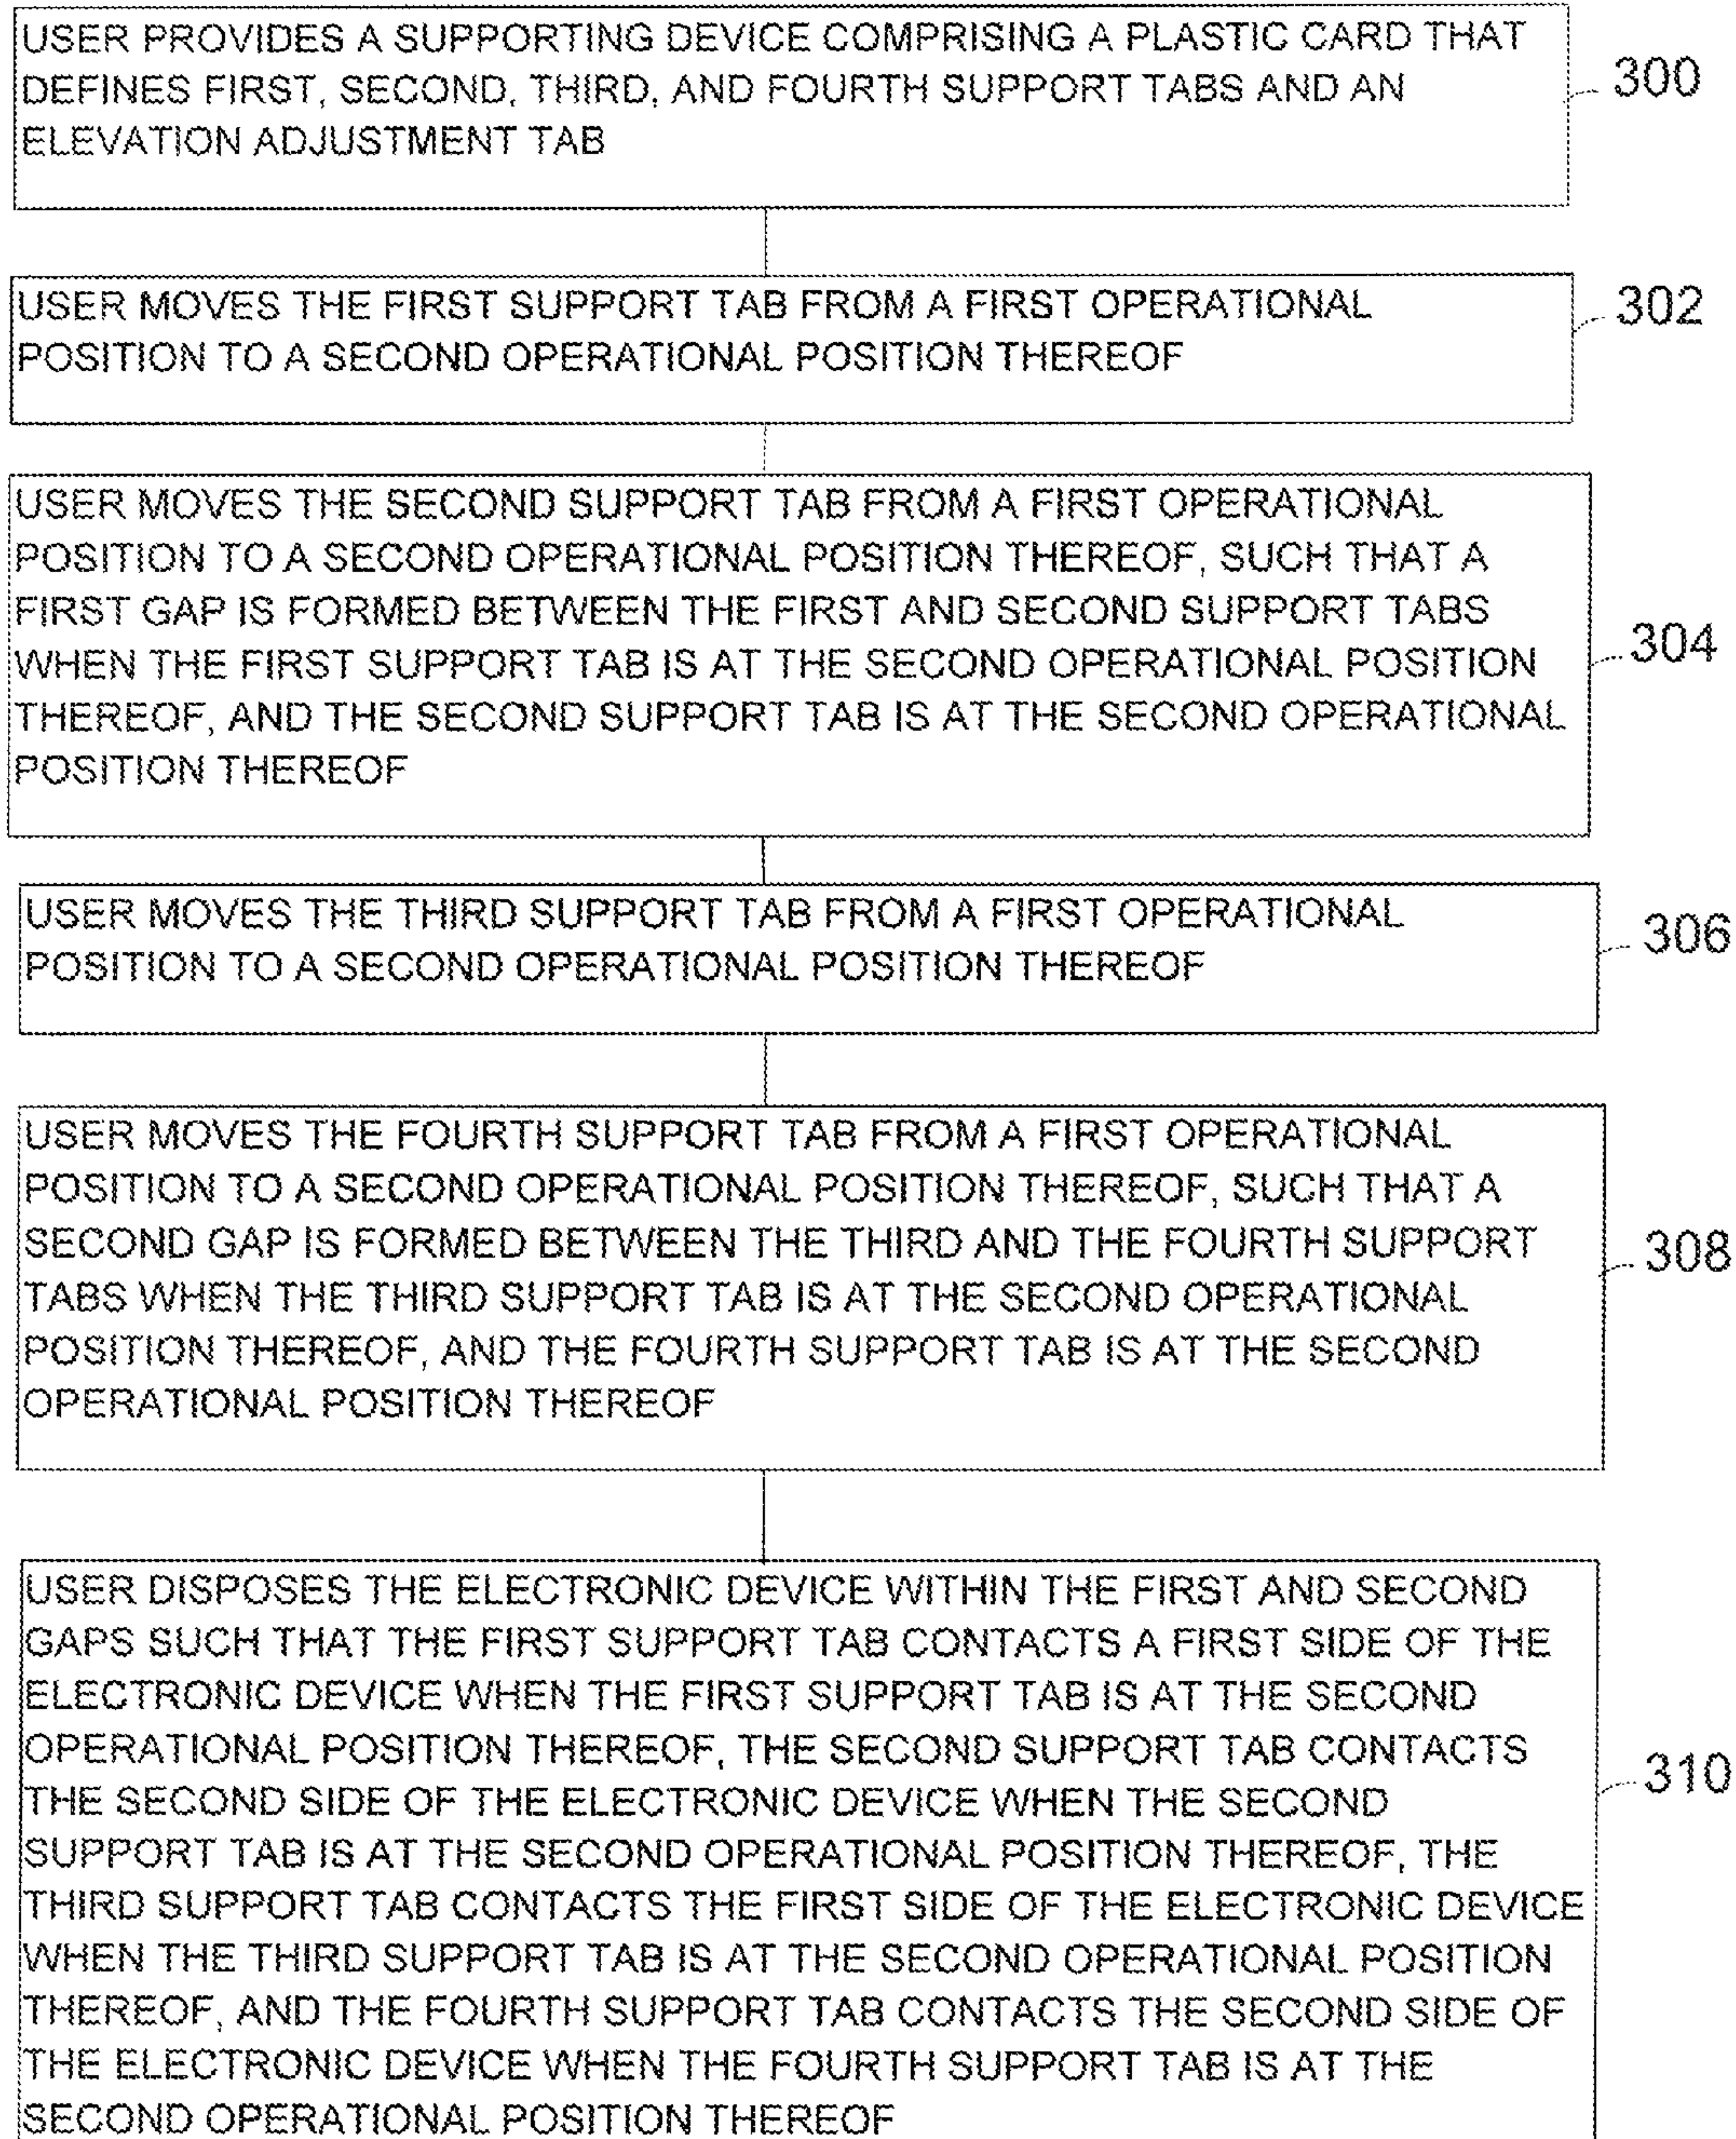 USER PROVIDES A SUPPORTING DEVICE COMPRISING A PLASTIC CARD THAT
DEFINES FIRST, SECOND, THIRD, AND FOURTH SUPPORT TABS AND AN
ELEVATION ADJUSTMENT TAB
300
USER MOVES THE FIRST SUPPORT TAB FROM A FIRST OPERATIONAL
POSITION TO A SECOND OPERATIONAL POSITION THEREOF
302
USER MOVES THE SECOND SUPPORT TAB FROM A FIRST OPERATIONAL
POSITION TO A SECOND OPERATIONAL POSITION THEREOF, SUCH THAT A
FIRST GAP IS FORMED BETWEEN THE FIRST AND SECOND SUPPORT TABS
WHEN THE FIRST SUPPORT TAB IS AT THE SECOND OPERATIONAL POSITION
THEREOF, AND THE SECOND SUPPORT TAB IS AT THE SECOND OPERATIONAL
POSITION THEREOF
304
USER MOVES THE THIRD SUPPORT TAB FROM A FIRST OPERATIONAL
POSITION TO A SECOND OPERATIONAL POSITION THEREOF
306
USER MOVES THE FOURTH SUPPORT TAB FROM A FIRST OPERATIONAL
POSITION TO A SECOND OPERATIONAL POSITION THEREOF, SUCH THAT A
SECOND GAP IS FORMED BETWEEN THE THIRD AND THE FOURTH SUPPORT
TABS WHEN THE THIRD SUPPORT TAB IS AT THE SECOND OPERATIONAL
POSITION THEREOF, AND THE FOURTH SUPPORT TAB IS AT THE SECOND
OPERATIONAL POSITION THEREOF
308
USER DISPOSES THE ELECTRONIC DEVICE WITHIN THE FIRST AND SECOND
GAPS SUCH THAT THE FIRST SUPPORT TAB CONTACTS A FIRST SIDE OF THE
ELECTRONIC DEVICE WHEN THE FIRST SUPPORT TAB IS AT THE SECOND
OPERATIONAL POSITION THEREOF, THE SECOND SUPPORT TAB CONTACTS
THE SECOND SIDE OF THE ELECTRONIC DEVICE WHEN THE SECOND
SUPPORT TAB IS AT THE SECOND OPERATIONAL POSITION THEREOF, THE
THIRD SUPPORT TAB CONTACTS THE FIRST SIDE OF THE ELECTRONIC DEVICE
WHEN THE THIRD SUPPORT TAB IS AT THE SECOND OPERATIONAL POSITION
THEREOF, AND THE FOURTH SUPPORT TAB CONTACTS THE SECOND SIDE OF
THE ELECTRONIC DEVICE WHEN THE FOURTH SUPPORT TAB IS AT THE
SECOND OPERATIONAL POSITION THEREOF
310